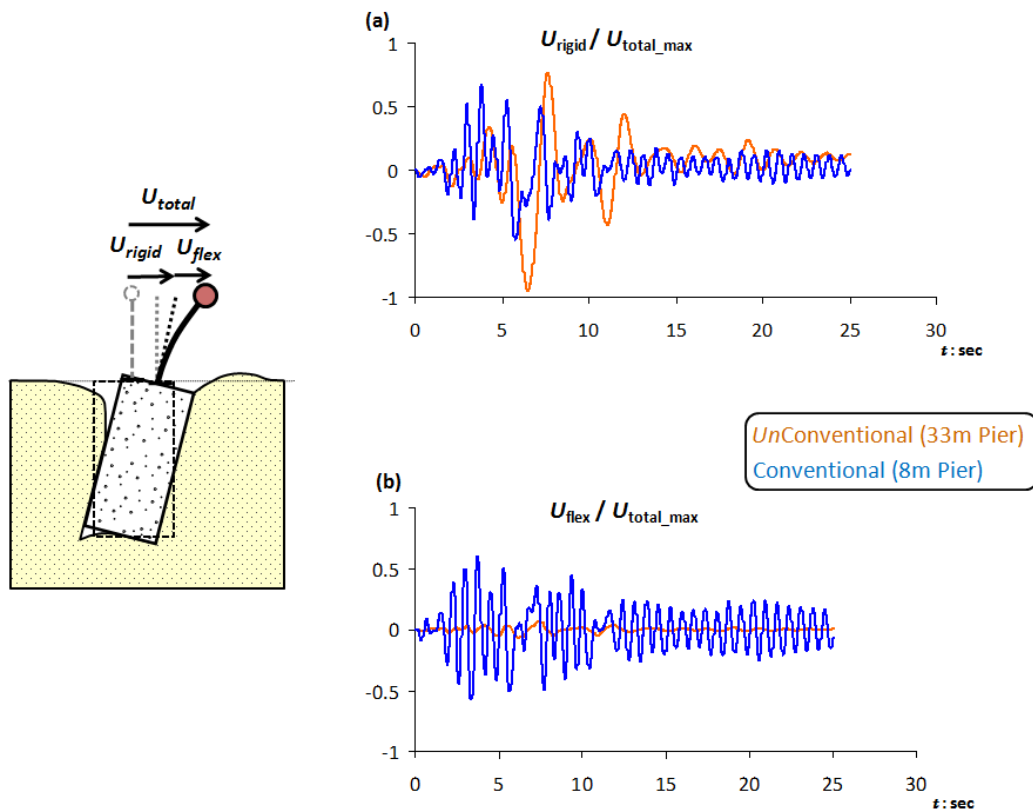 (a)
U_rigid / U_total_max
1
0.5
0
-0.5
-1
0 5 10 15 20 25 30
t : sec
U_total
U_rigid U_flex
UnConventional (33m Pier)
Conventional (8m Pier)
(b)
U_flex / U_total_max
1
0.5
0
-0.5
-1
0 5 10 15 20 25 30
t : sec